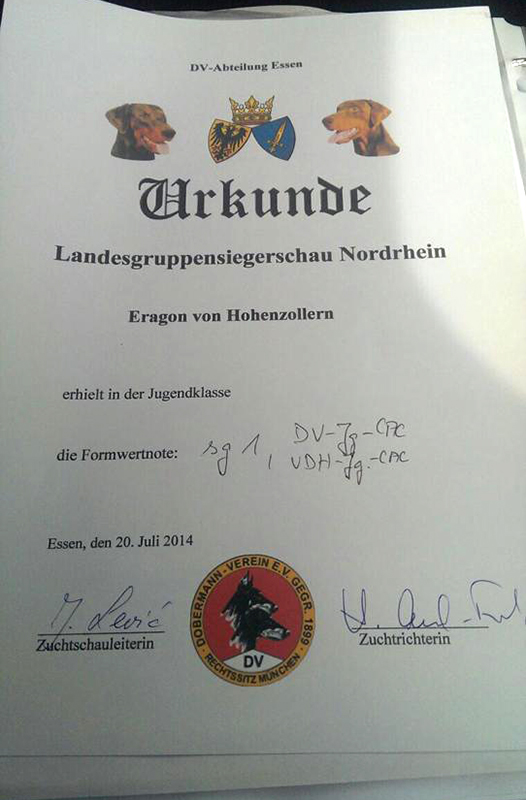 DV-Abteilung Essen
Urkunde
Landesgruppensiegerschau Nordrhein
Eragon von Hohenzollern
erhielt in der Jugendklasse
die Formwertnote: sg 1, DV-Jg-CAC
VDH-Jg.-CAC
Essen, den 20. Juli 2014
DOBERMANN-VEREIN E.V. GEGR. 1899
RECHTSSITZ MÜNCHEN
DV
Zuchtschauleiterin
Zuchtrichterin